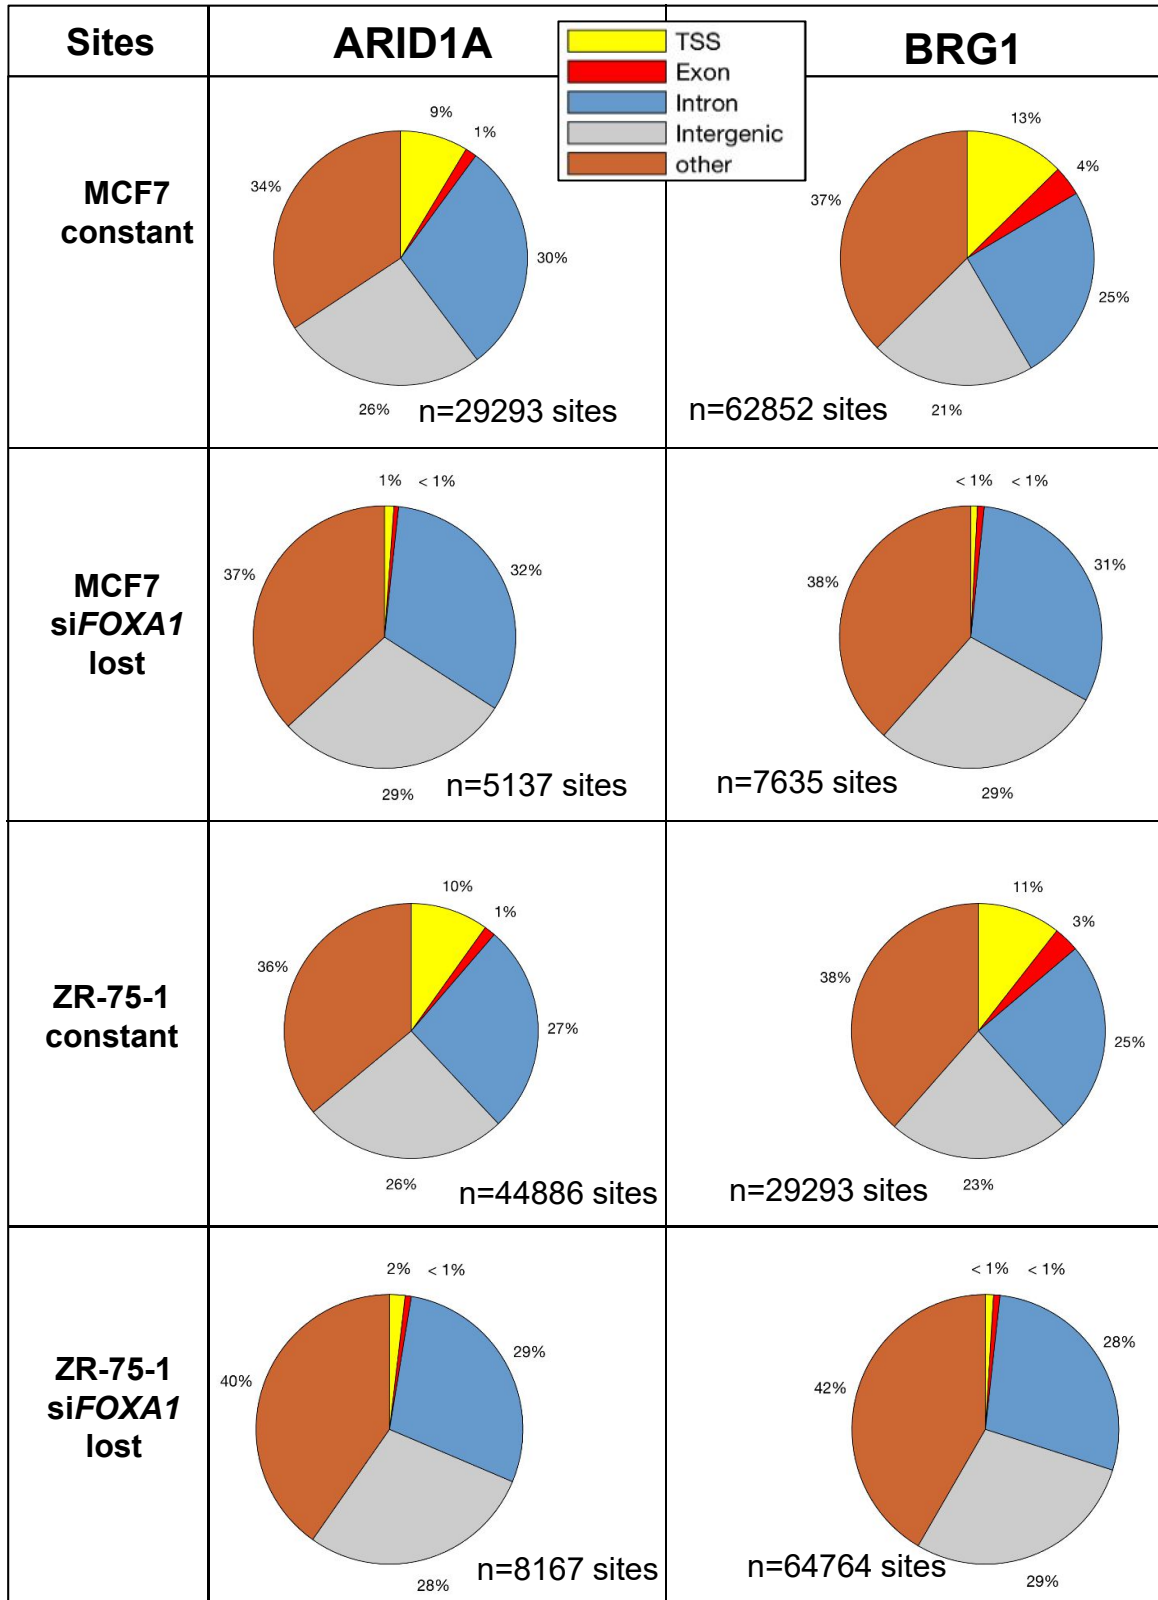 Sites
ARID1A
TSS
Exon
Intron
Intergenic
other
BRG1
MCF7
constant
9%
1%
30%
26%
34%
n=29293 sites
13%
4%
25%
21%
37%
n=62852 sites
MCF7
siFOXA1
lost
1%
< 1%
32%
29%
37%
n=5137 sites
< 1%
< 1%
31%
29%
38%
n=7635 sites
ZR-75-1
constant
10%
1%
27%
26%
36%
n=44886 sites
11%
3%
25%
23%
38%
n=29293 sites
ZR-75-1
siFOXA1
lost
2%
< 1%
29%
28%
40%
n=8167 sites
< 1%
< 1%
28%
29%
42%
n=64764 sites